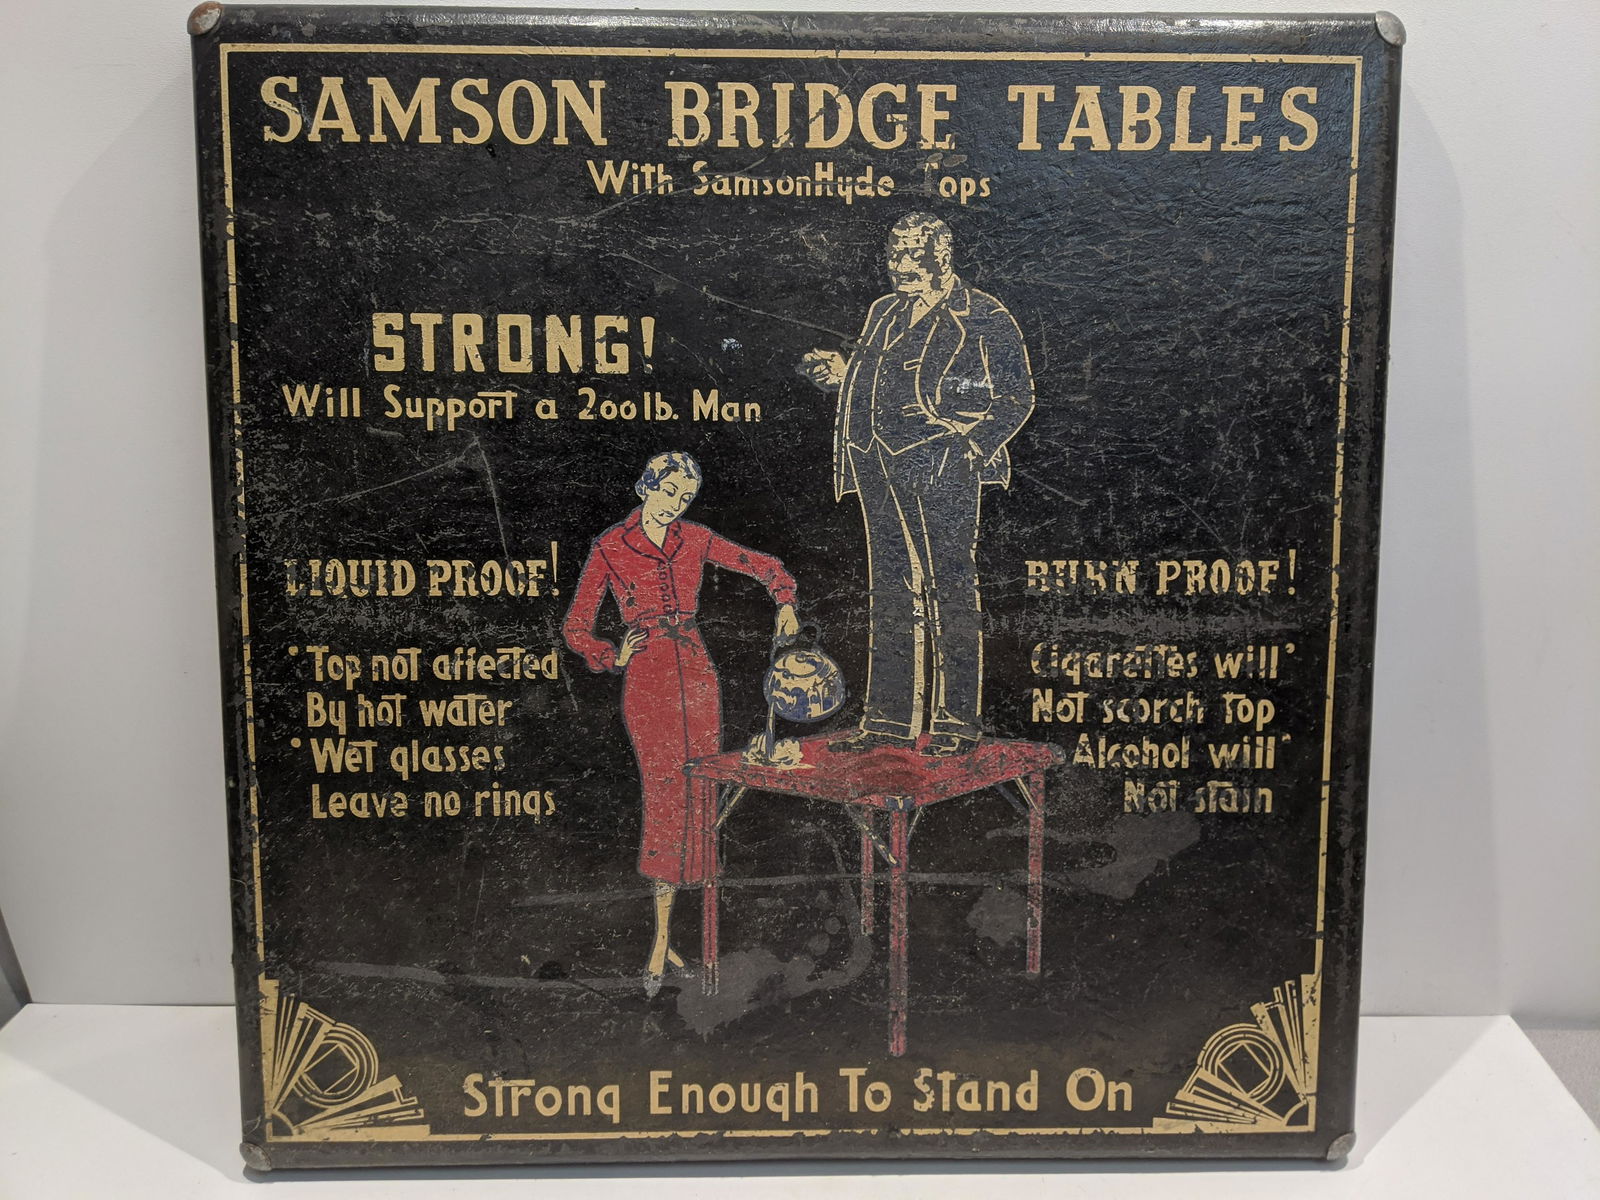 SAMSON BRIDGE TABLES
With SamsonHyde Tops
STRONG!
Will Support a 200 lb. Man
LIQUID PROOF!
• Top not affected
By hot water
• Wet glasses
Leave no rings
BURN PROOF!
Cigarettes will •
Not scorch top
Alcohol will •
Not stain
Strong Enough To Stand On